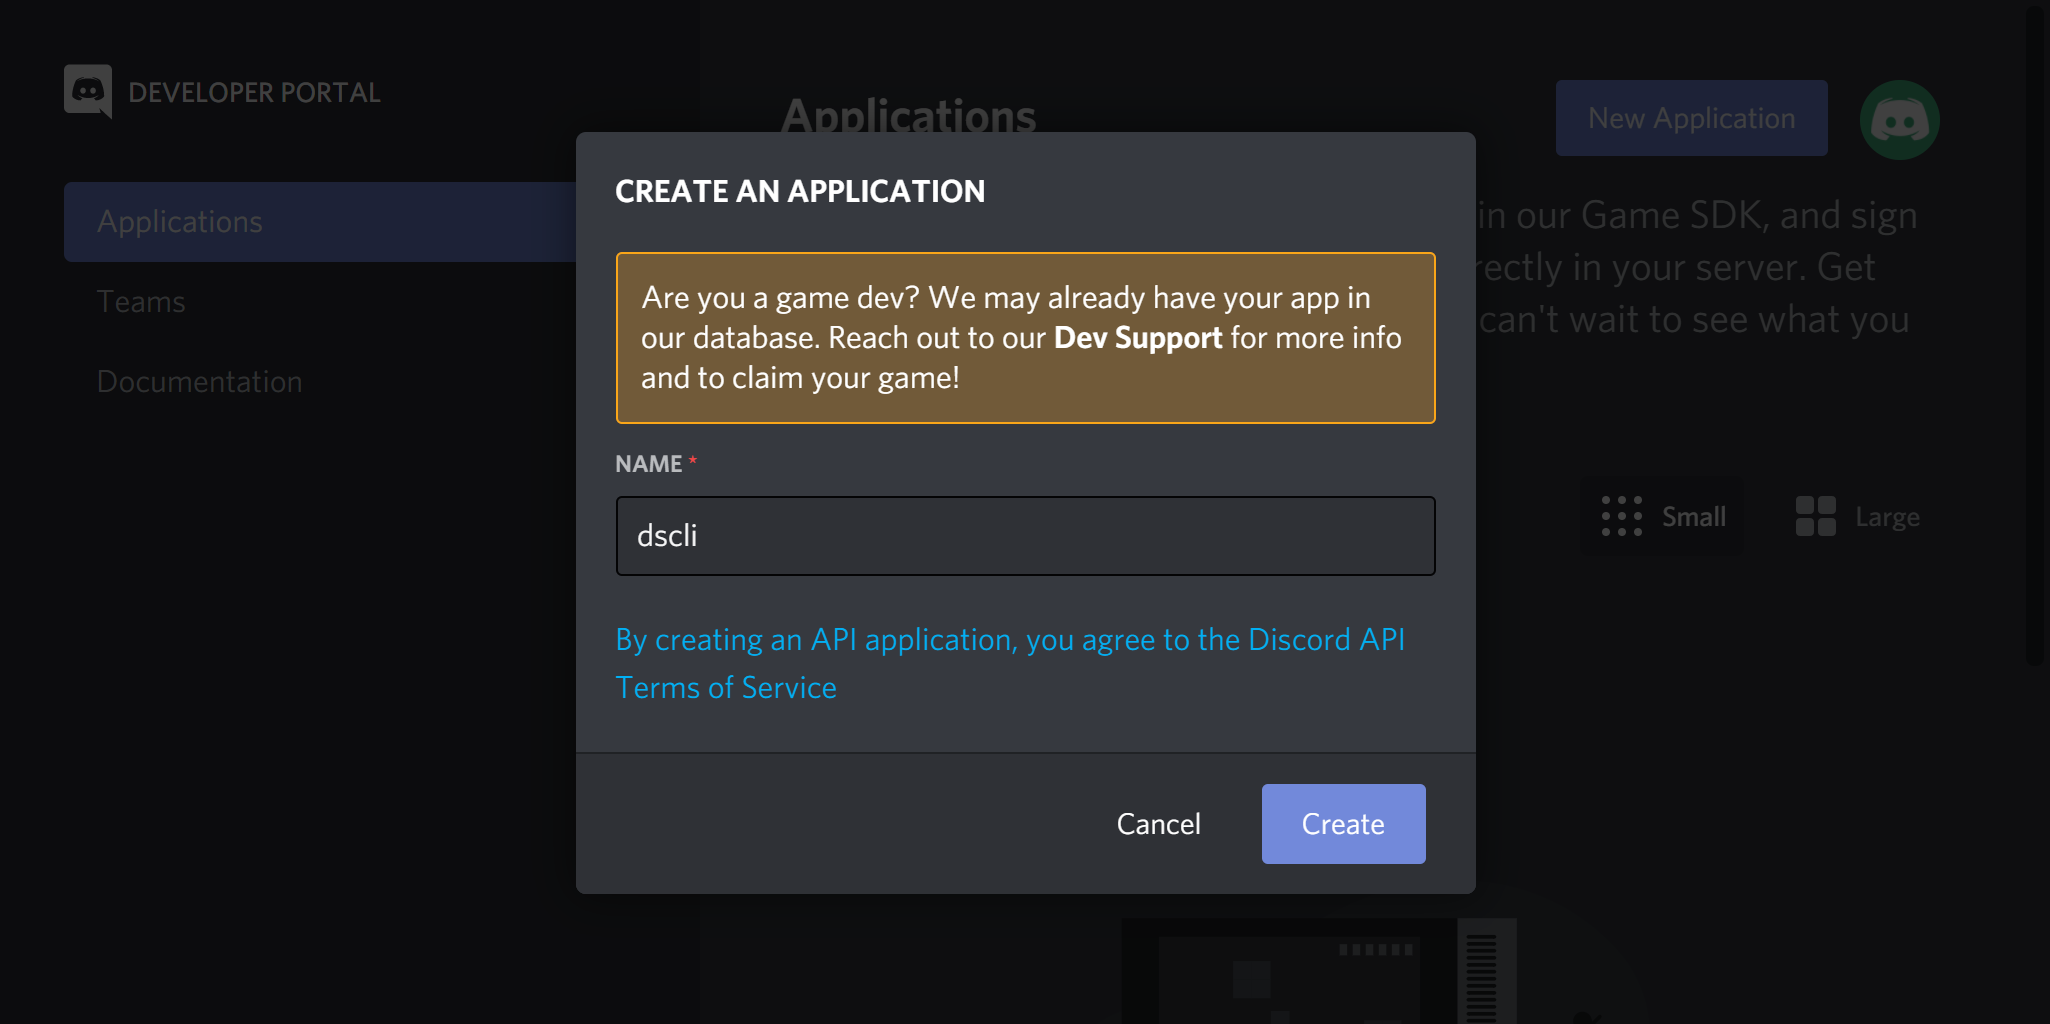 DEVELOPER PORTAL
Applications
Teams
Documentation
Applications
New Application
in our Game SDK, and sign
rectly in your server. Get
can't wait to see what you
Small
Large
CREATE AN APPLICATION
Are you a game dev? We may already have your app in
our database. Reach out to our Dev Support for more info
and to claim your game!
NAME *
dscli
By creating an API application, you agree to the Discord API
Terms of Service
Cancel
Create